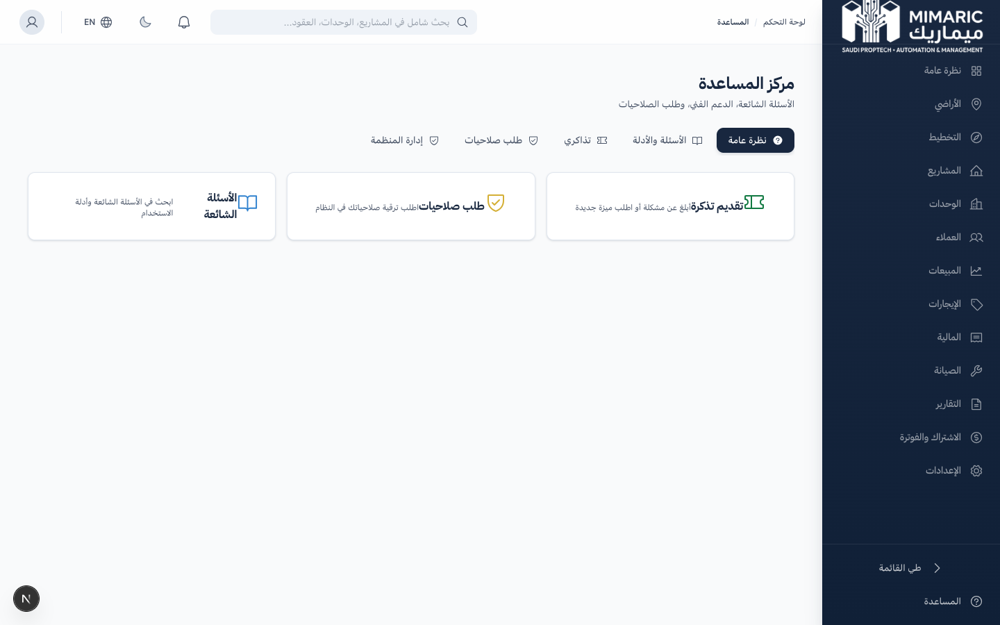 MIMARIC
ميماريك
SAUDI PROPTECH • AUTOMATION & MANAGEMENT
نظرة عامة
الأراضي
التخطيط
المشاريع
الوحدات
العملاء
المبيعات
الإيجارات
المالية
الصيانة
التقارير
الاشتراك والفوترة
الإعدادات
طي القائمة
المساعدة
لوحة التحكم / المساعدة
بحث شامل في المشاريع، الوحدات، العقود...
EN
مركز المساعدة
الأسئلة الشائعة، الدعم الفني، وطلب الصلاحيات
نظرة عامة
الأسئلة والأدلة
تذاكري
طلب صلاحيات
إدارة المنظمة
تقديم تذكرة
أبلغ عن مشكلة أو اطلب ميزة جديدة
طلب صلاحيات
اطلب ترقية صلاحياتك في النظام
الأسئلة
الشائعة
ابحث في الأسئلة الشائعة وأدلة
الاستخدام
N